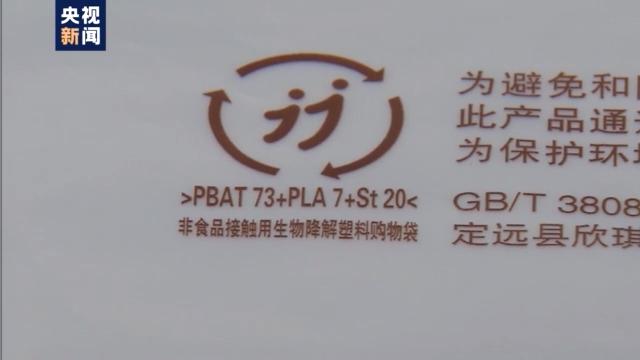 央视
新闻
>PBAT 73+PLA 7+St 20<
非食品接触用生物降解塑料购物袋
为避免和
此产品通
为保护环
GB/T 3808
定远县欣琪